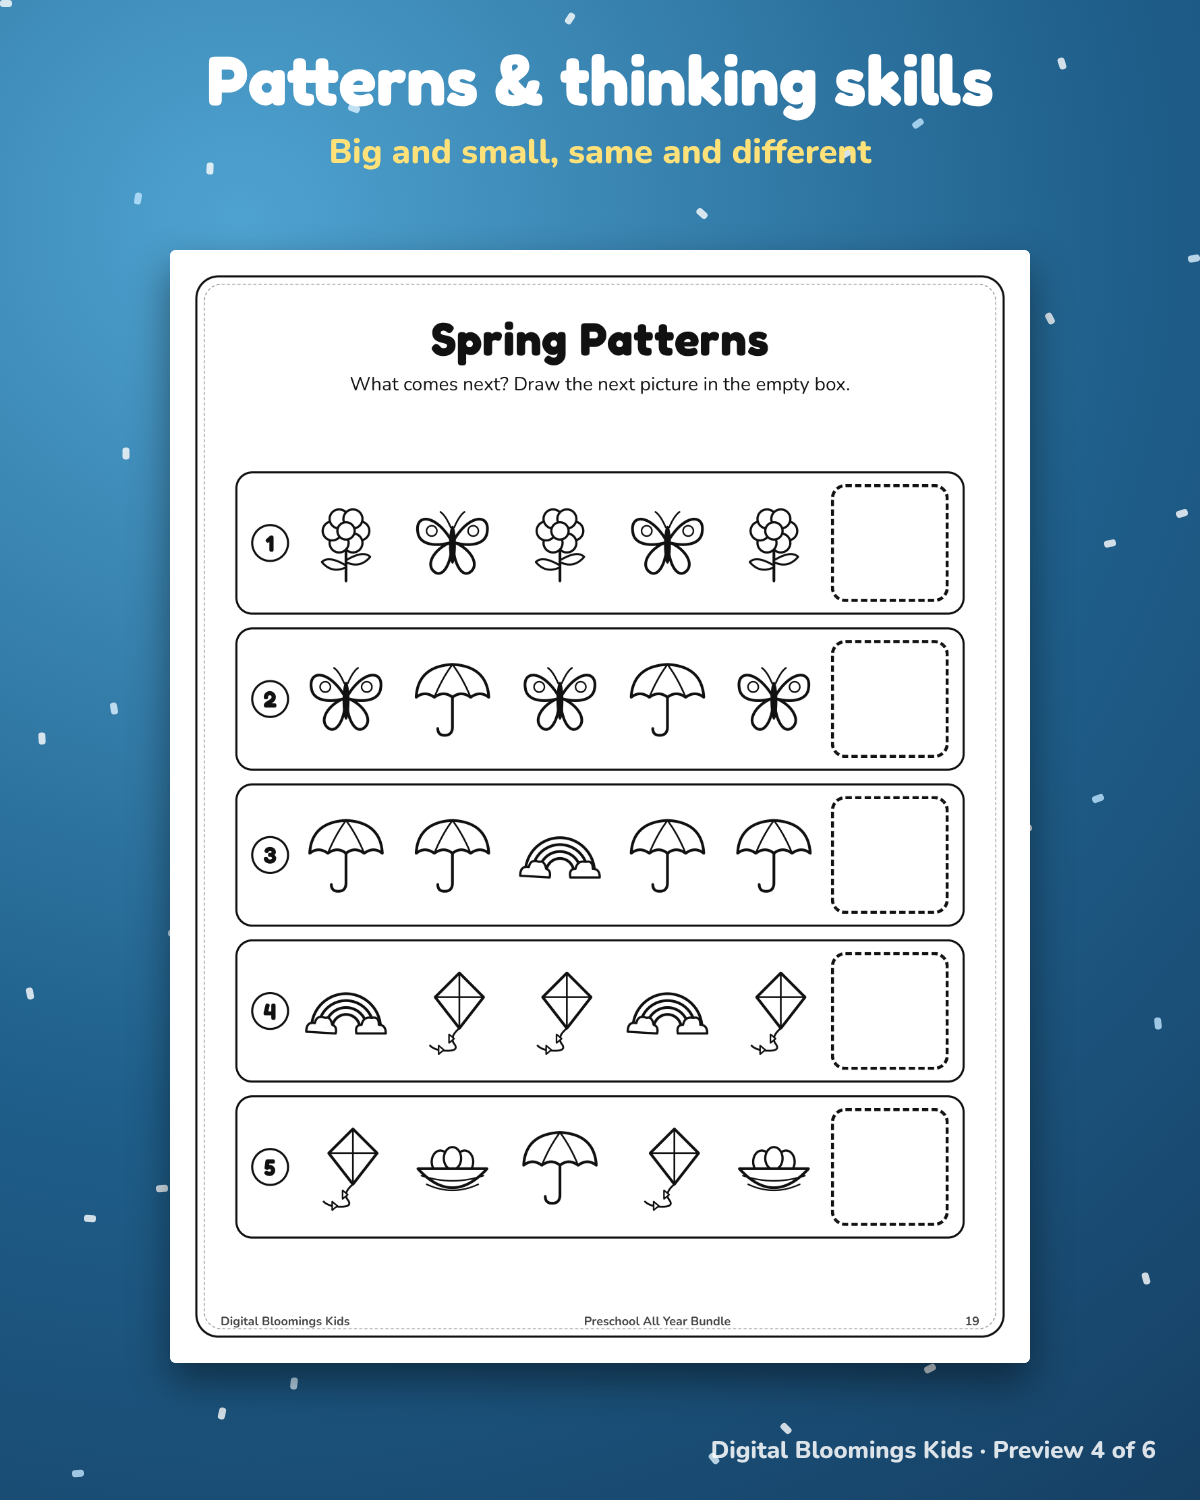 Patterns & thinking skills
Big and small, same and different
Spring Patterns
What comes next? Draw the next picture in the empty box.
1
2
3
4
5
Digital Bloomings Kids Preschool All Year Bundle 19
Digital Bloomings Kids · Preview 4 of 6